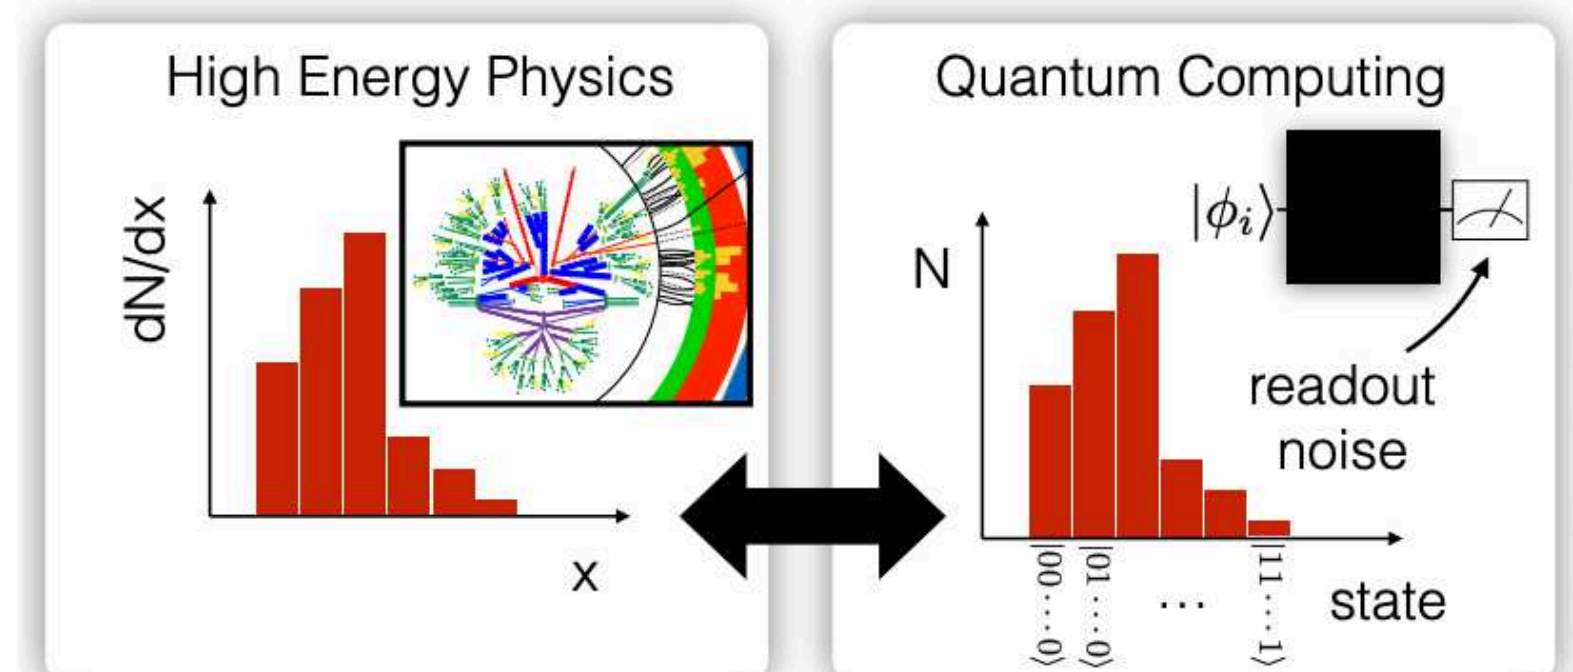 High Energy Physics
dN/dx
x
Quantum Computing
|ϕᵢ⟩
N
readout
noise
|00····0⟩
|01····0⟩
···
|11····1⟩
state